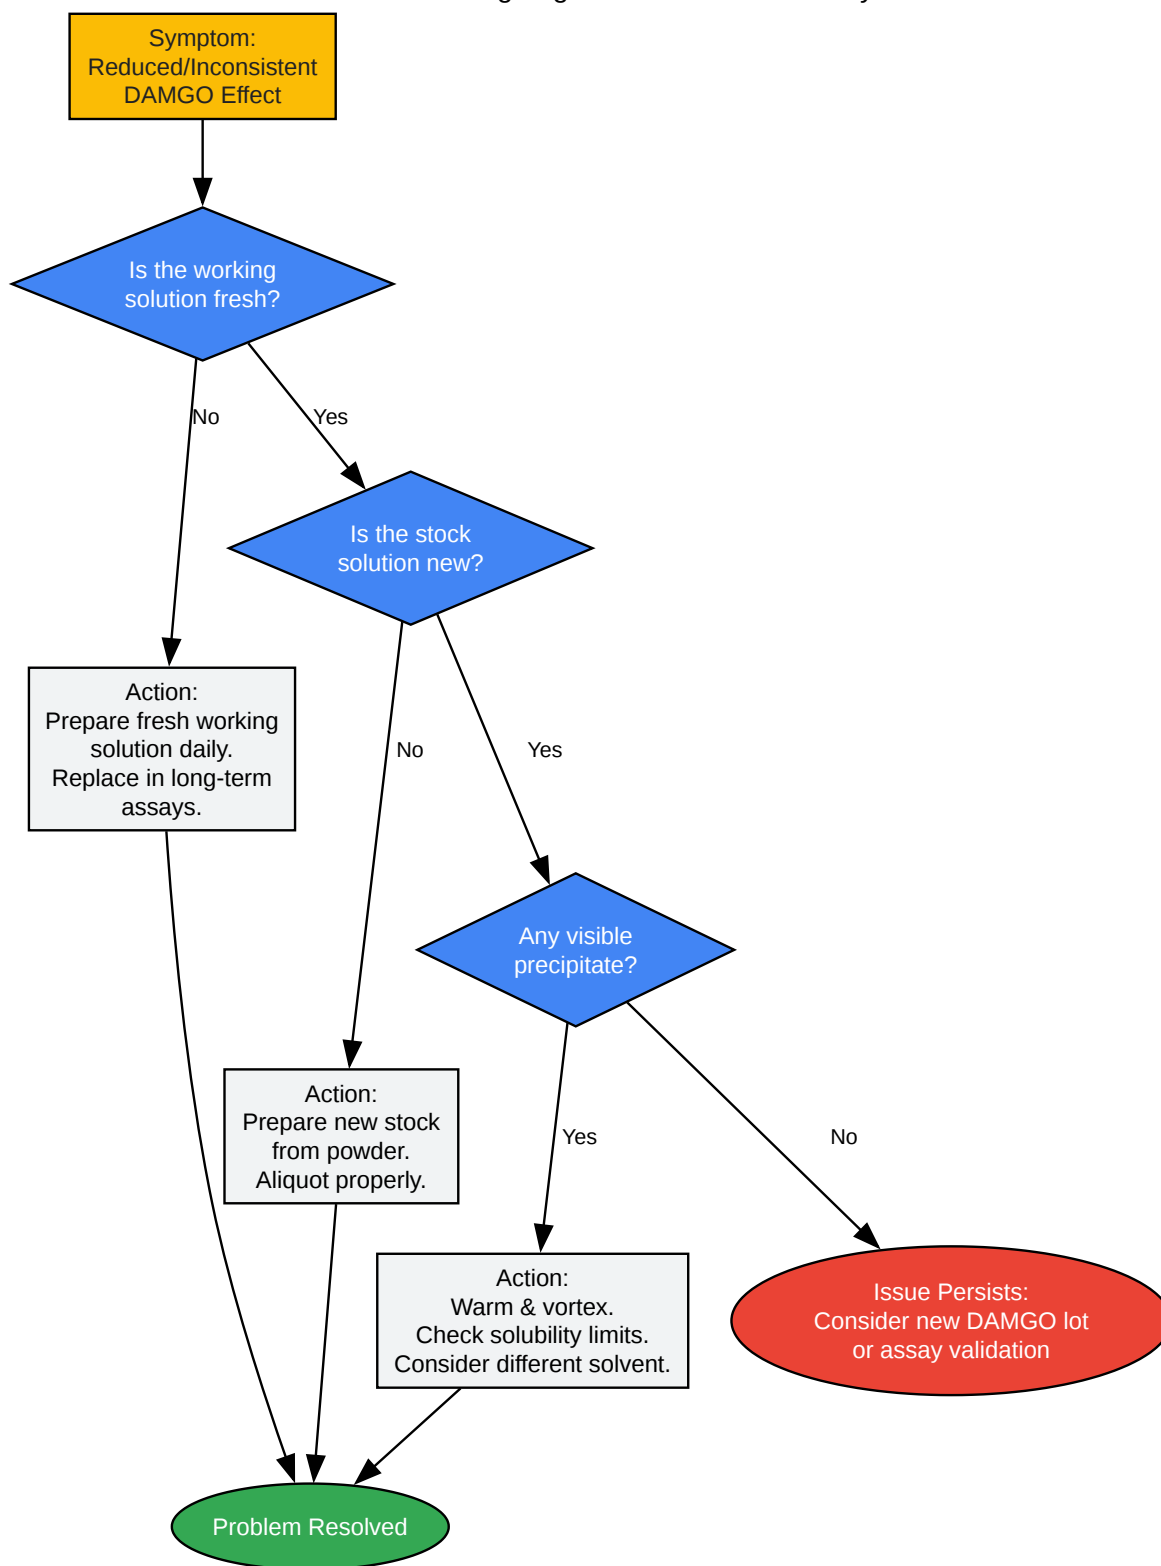 Symptom:
Reduced/Inconsistent
DAMGO Effect
Is the working
solution fresh?
No
Yes
Is the stock
solution new?
Action:
Prepare fresh working
solution daily.
Replace in long-term
assays.
No
Yes
Any visible
precipitate?
Action:
Prepare new stock
from powder.
Aliquot properly.
Yes
No
Action:
Warm & vortex.
Check solubility limits.
Consider different solvent.
Issue Persists:
Consider new DAMGO lot
or assay validation
Problem Resolved